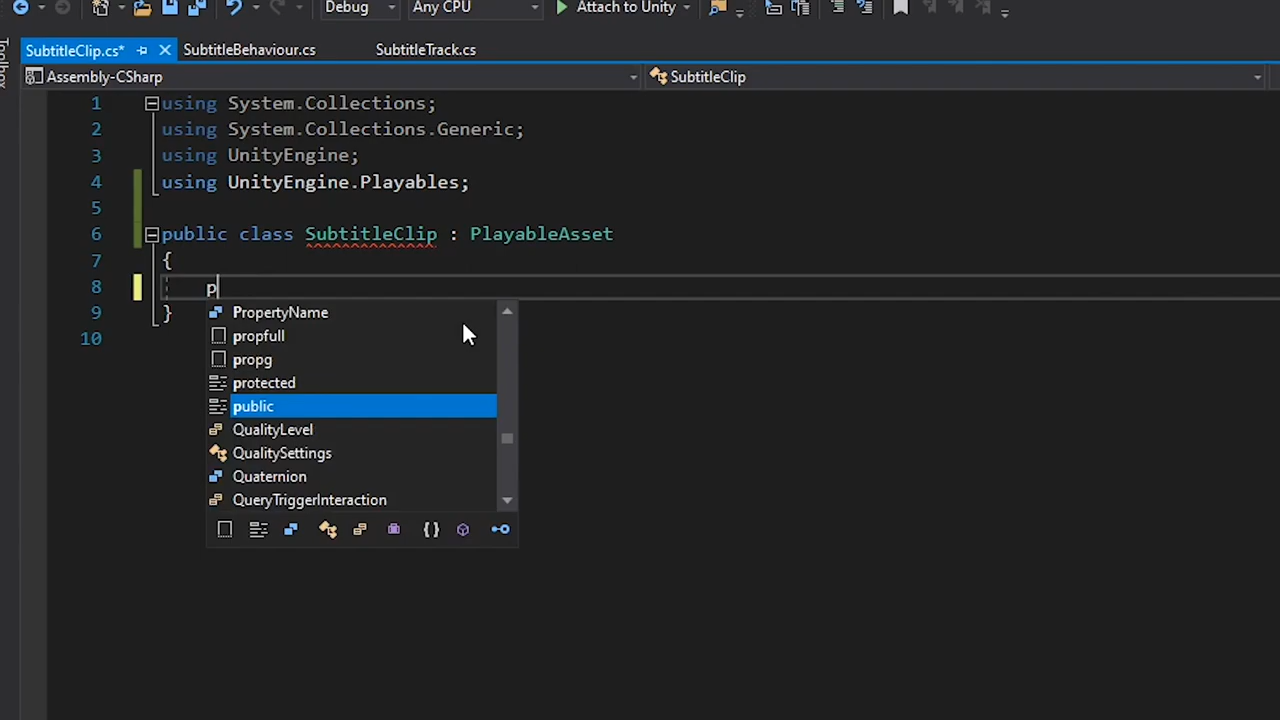 Debug Any CPU Attach to Unity
SubtitleClip.cs* SubtitleBehaviour.cs SubtitleTrack.cs
Toolbox
Assembly-CSharp SubtitleClip
1 using System.Collections;
2 using System.Collections.Generic;
3 using UnityEngine;
4 using UnityEngine.Playables;
5
6 public class SubtitleClip : PlayableAsset
7 {
8 p
9 }
10
PropertyName
propfull
propg
protected
public
QualityLevel
QualitySettings
Quaternion
QueryTriggerInteraction